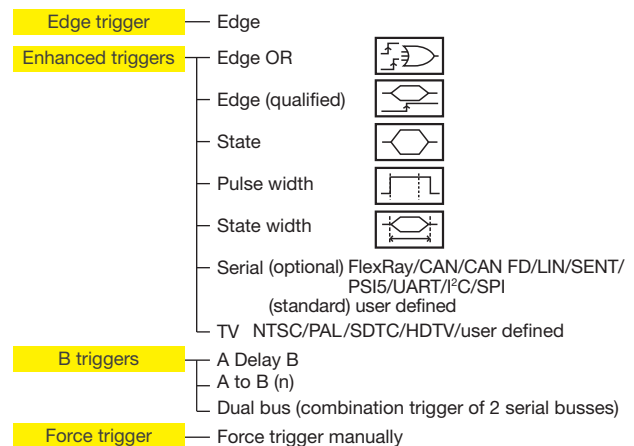 Edge trigger Edge
Enhanced triggers Edge OR
Edge (qualified)
State
Pulse width
State width
Serial (optional) FlexRay/CAN/CAN FD/LIN/SENT/
PSI5/UART/I²C/SPI
(standard) user defined
TV NTSC/PAL/SDTC/HDTV/user defined
B triggers A Delay B
A to B (n)
Dual bus (combination trigger of 2 serial busses)
Force trigger Force trigger manually